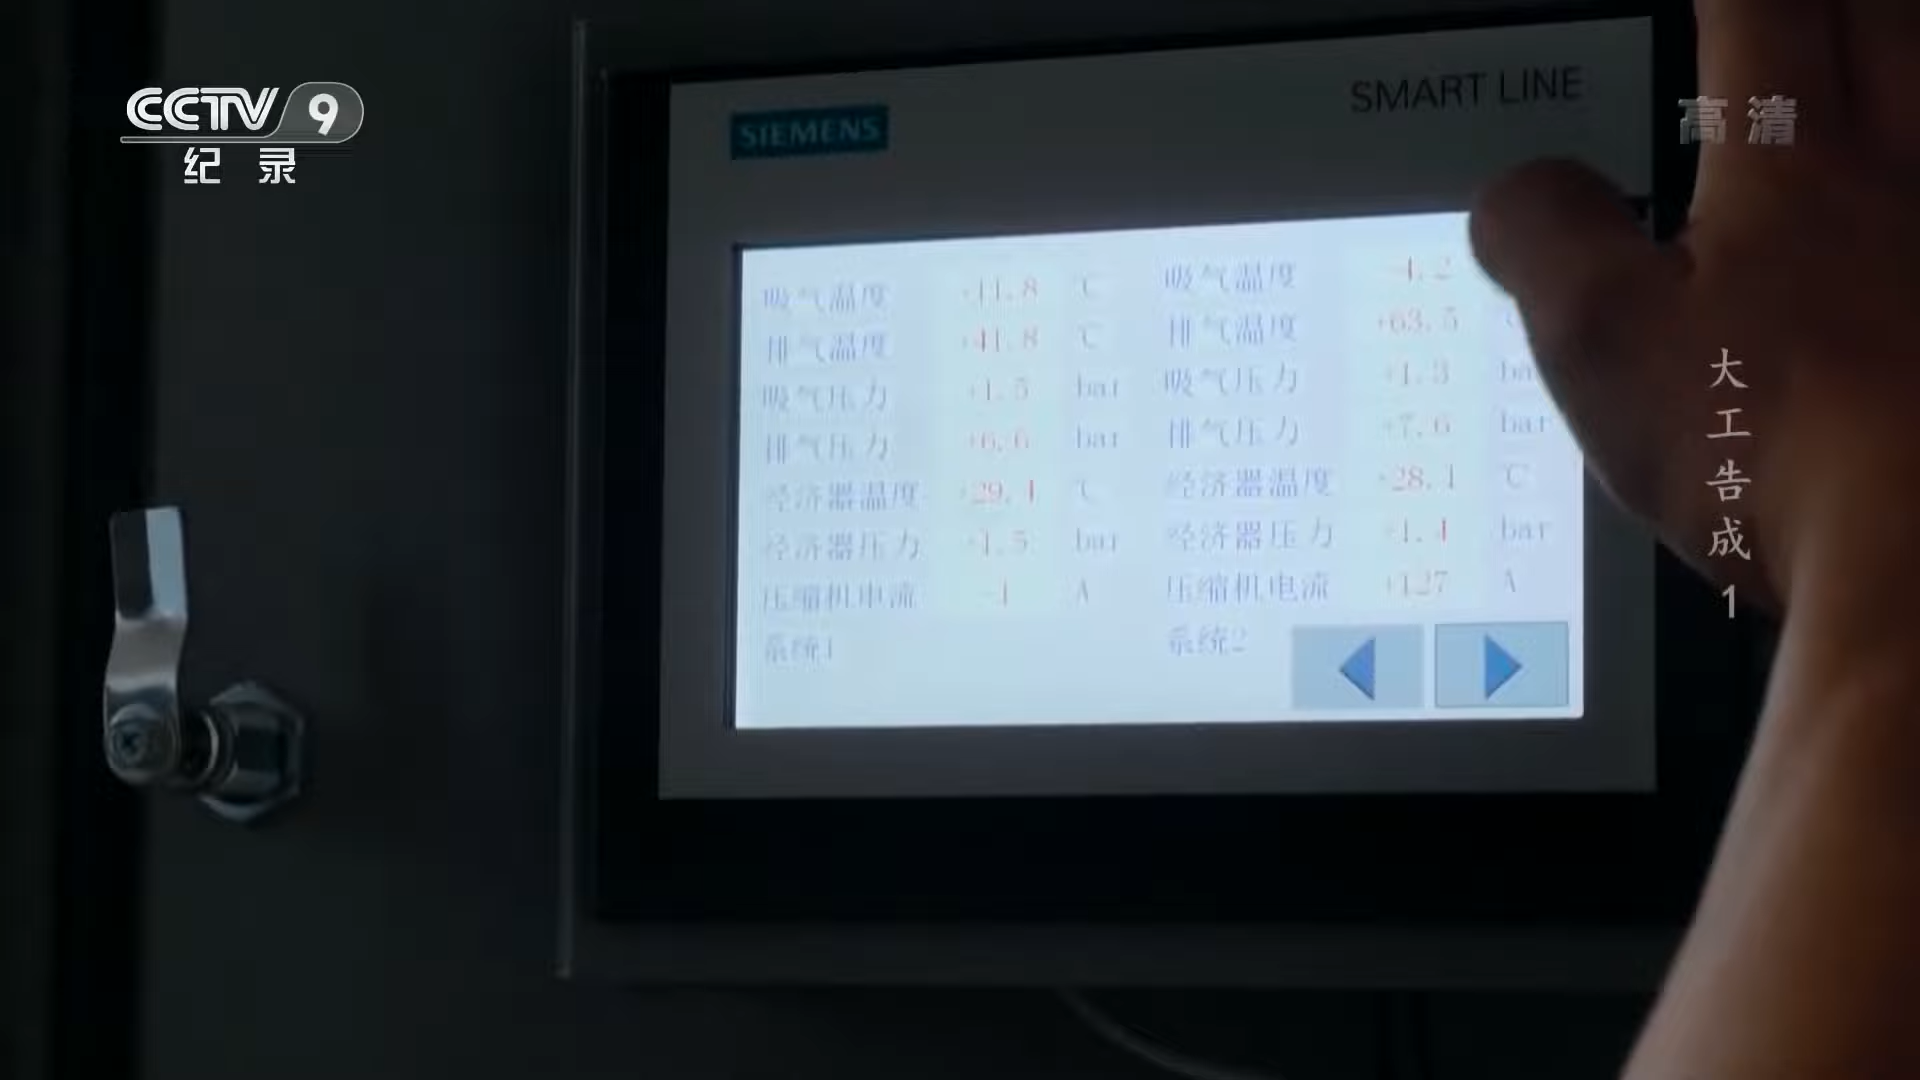 CCTV 9
纪 录
高清
SIEMENS
SMART LINE
吸气温度 +11.8 ℃ 吸气温度 -4.2
排气温度 +41.8 ℃ 排气温度 +63.5
吸气压力 +1.5 bar 吸气压力 +1.3 bar
排气压力 +6.6 bar 排气压力 +7.6 bar
经济器温度 +29.4 ℃ 经济器温度 +28.1 ℃
经济器压力 +1.5 bar 经济器压力 +1.4 bar
压缩机电流 -1 A 压缩机电流 +127 A
系统1 系统2
大工告成 1